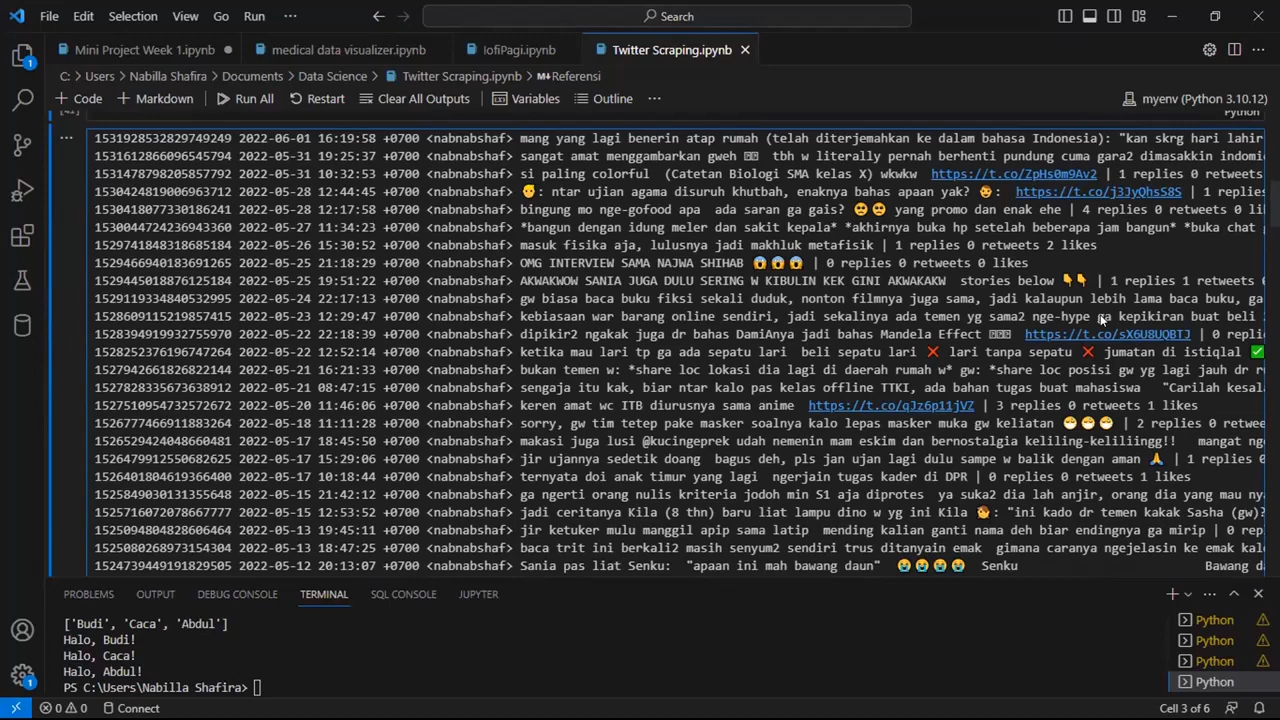 File Edit Selection View Go Run ··· Search
Mini Project Week 1.ipynb medical data visualizer.ipynb IofiPagi.ipynb Twitter Scraping.ipynb
C: > Users > Nabilla Shafira > Documents > Data Science > Twitter Scraping.ipynb > M↓Referensi
+ Code + Markdown Run All Restart Clear All Outputs Variables Outline ··· myenv (Python 3.10.12)
[41] Python
1531928532829749249 2022-06-01 16:19:58 +0700 <nabnabshaf> mang yang lagi benerin atap rumah (telah diterjemahkan ke dalam bahasa Indonesia): "kan skrg hari lahir
1531612866096545794 2022-05-31 19:25:37 +0700 <nabnabshaf> sangat amat menggambarkan gweh tbh w literally pernah berhenti pundung cuma gara2 dimasakkin indomi
1531478798205857792 2022-05-31 10:32:53 +0700 <nabnabshaf> si paling colorful (Catetan Biologi SMA kelas X) wkwkw https://t.co/ZpHs0m9Av2 | 1 replies 0 retweets
1530424819006963712 2022-05-28 12:44:45 +0700 <nabnabshaf> 👨: ntar ujian agama disuruh khutbah, enaknya bahas apaan yak? 👨: https://t.co/j3JyQhsS8S | 1 replies
1530418077330186241 2022-05-28 12:17:58 +0700 <nabnabshaf> bingung mo nge-gofood apa ada saran ga gais? 🥺🥺 yang promo dan enak ehe | 4 replies 0 retweets 0 li
1530044724236943360 2022-05-27 11:34:23 +0700 <nabnabshaf> *bangun dengan idung meler dan sakit kepala* *akhirnya buka hp setelah beberapa jam bangun* *buka chat
1529741848318685184 2022-05-26 15:30:52 +0700 <nabnabshaf> masuk fisika aja, lulusnya jadi makhluk metafisik | 1 replies 0 retweets 2 likes
1529466940183691265 2022-05-25 21:18:29 +0700 <nabnabshaf> OMG INTERVIEW SAMA NAJWA SHIHAB 😱😱😱 | 0 replies 0 retweets 0 likes
1529445018876125184 2022-05-25 19:51:22 +0700 <nabnabshaf> AKWAKWOW SANIA JUGA DULU SERING W KIBULIN KEK GINI AKWAKAKW stories below 👇👇 | 1 replies 1 retweets
1529119334840532995 2022-05-24 22:17:13 +0700 <nabnabshaf> gw biasa baca buku fiksi sekali duduk, nonton filmnya juga sama, jadi kalaupun lebih lama baca buku, ga
1528609115219857415 2022-05-23 12:29:47 +0700 <nabnabshaf> kebiasaan war barang online sendiri, jadi sekalinya ada temen yg sama2 nge-hype ga kepikiran buat beli
1528394919932755970 2022-05-22 22:18:39 +0700 <nabnabshaf> dipikir2 ngakak juga dr bahas DamiAnya jadi bahas Mandela Effect https://t.co/sX6U8UQBTJ | 0 repli
1528252376196747264 2022-05-22 12:52:14 +0700 <nabnabshaf> ketika mau lari tp ga ada sepatu lari beli sepatu lari ❌ lari tanpa sepatu ❌ jumatan di istiqlal ✅
1527942661826822144 2022-05-21 16:21:33 +0700 <nabnabshaf> bukan temen w: *share loc lokasi dia lagi di daerah rumah w* gw: *share loc posisi gw yg lagi jauh dr r
1527828335673638912 2022-05-21 08:47:15 +0700 <nabnabshaf> sengaja itu kak, biar ntar kalo pas kelas offline TTKI, ada bahan tugas buat mahasiswa "Carilah kesal
1527510954732572672 2022-05-20 11:46:06 +0700 <nabnabshaf> keren amat wc ITB diurusnya sama anime https://t.co/qJz6p11jVZ | 3 replies 0 retweets 1 likes
1526777466911883264 2022-05-18 11:11:28 +0700 <nabnabshaf> sorry, gw tim tetep pake masker soalnya kalo lepas masker muka gw keliatan 😷😷😷 | 2 replies 0 retwee
1526529424048660481 2022-05-17 18:45:50 +0700 <nabnabshaf> makasi juga lusi @kucingeprek udah nemenin mam eskim dan bernostalgia keliling-keliliingg!! mangat ng
1526479912550682625 2022-05-17 15:29:06 +0700 <nabnabshaf> jir ujannya sedetik doang bagus deh, pls jan ujan lagi dulu sampe w balik dengan aman 🙏 | 1 replies 0
1526401804619366400 2022-05-17 10:18:44 +0700 <nabnabshaf> ternyata doi anak timur yang lagi ngerjain tugas kader di DPR | 0 replies 0 retweets 1 likes
1525849030131355648 2022-05-15 21:42:12 +0700 <nabnabshaf> ga ngerti orang nulis kriteria jodoh min S1 aja diprotes ya suka2 dia lah anjir, orang dia yang mau ny
1525716072078667777 2022-05-15 12:53:52 +0700 <nabnabshaf> jadi ceritanya Kila (8 thn) baru liat lampu dino w yg ini Kila 👧: "ini kado dr temen kakak Sasha (gw)?
1525094804828606464 2022-05-13 19:45:11 +0700 <nabnabshaf> jir ketuker mulu manggil apip sama latip mending kalian ganti nama deh biar endingnya ga mirip | 0 rep
1525080268973154304 2022-05-13 18:47:25 +0700 <nabnabshaf> baca trit ini berkali2 masih senyum2 sendiri trus ditanyain emak gimana caranya ngejelasin ke emak kal
1524739449191829505 2022-05-12 20:13:07 +0700 <nabnabshaf> Sania pas liat Senku: "apaan ini mah bawang daun" 😭😭😭😭 Senku Bawang da
PROBLEMS OUTPUT DEBUG CONSOLE TERMINAL SQL CONSOLE JUPYTER
['Budi', 'Caca', 'Abdul']
Halo, Budi!
Halo, Caca!
Halo, Abdul!
PS C:\Users\Nabilla Shafira>
Python
Python
Python
Python
0 0 Connect Cell 3 of 6